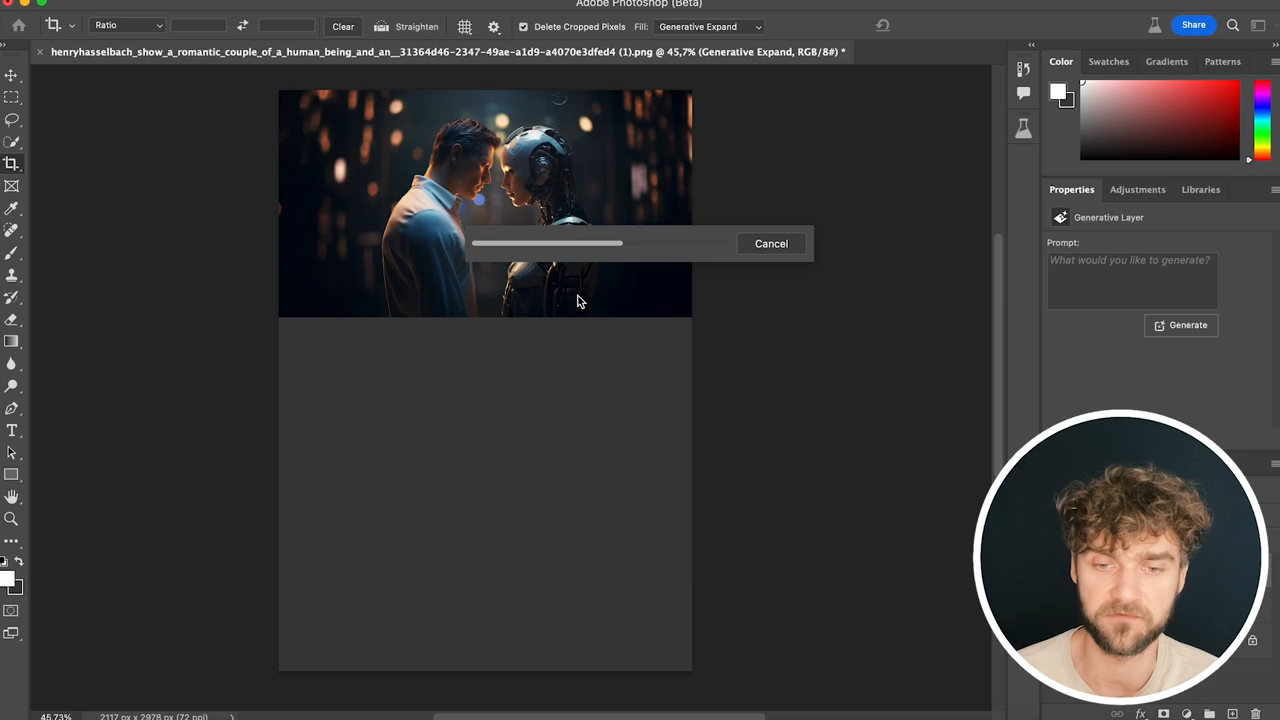 Adobe Photoshop (Beta)
Ratio
Clear
Straighten
Delete Cropped Pixels
Fill:
Generative Expand
Share
henryhasselbach_show_a_romantic_couple_of_a_human_being_and_an__31364d46-2347-49ae-a1d9-a4070e3dfed4 (1).png @ 45,7% (Generative Expand, RGB/8#) *
Color
Swatches
Gradients
Patterns
Cancel
Properties
Adjustments
Libraries
Generative Layer
Prompt:
What would you like to generate?
Generate
45.73%
2117 px x 2978 px (72 ppi)